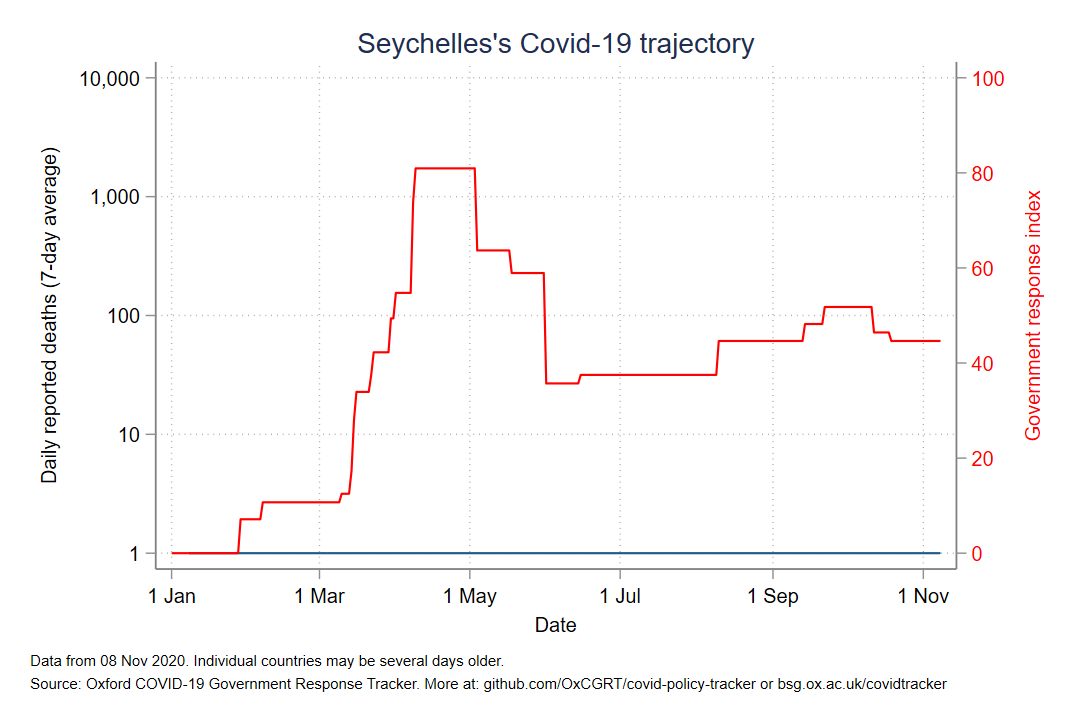 Seychelles's Covid-19 trajectory
Daily reported deaths (7-day average)
10,000
1,000
100
10
1
100
80
60
40
20
0
Government response index
1 Jan
1 Mar
1 May
1 Jul
1 Sep
1 Nov
Date
Data from 08 Nov 2020. Individual countries may be several days older.
Source: Oxford COVID-19 Government Response Tracker. More at: github.com/OxCGRT/covid-policy-tracker or bsg.ox.ac.uk/covidtracker